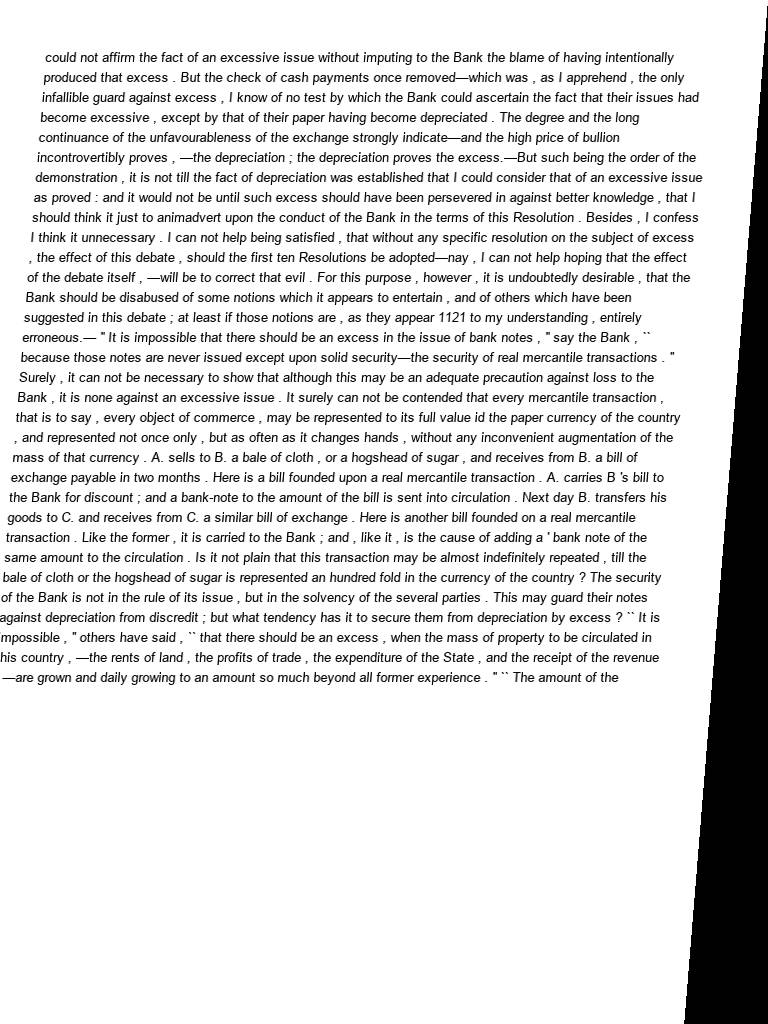 could not affirm the fact of an excessive issue without imputing to the Bank the blame of having intentionally
produced that excess . But the check of cash payments once removed—which was , as I apprehend , the only
infallible guard against excess , I know of no test by which the Bank could ascertain the fact that their issues had
become excessive , except by that of their paper having become depreciated . The degree and the long
continuance of the unfavourableness of the exchange strongly indicate—and the high price of bullion
incontrovertibly proves , —the depreciation ; the depreciation proves the excess.—But such being the order of the
demonstration , it is not till the fact of depreciation was established that I could consider that of an excessive issue
as proved : and it would not be until such excess should have been persevered in against better knowledge , that I
should think it just to animadvert upon the conduct of the Bank in the terms of this Resolution . Besides , I confess
I think it unnecessary . I can not help being satisfied , that without any specific resolution on the subject of excess
, the effect of this debate , should the first ten Resolutions be adopted—nay , I can not help hoping that the effect
of the debate itself , —will be to correct that evil . For this purpose , however , it is undoubtedly desirable , that the
Bank should be disabused of some notions which it appears to entertain , and of others which have been
suggested in this debate ; at least if those notions are , as they appear 1121 to my understanding , entirely
erroneous.— " It is impossible that there should be an excess in the issue of bank notes , " say the Bank , ``
because those notes are never issued except upon solid security—the security of real mercantile transactions . "
Surely , it can not be necessary to show that although this may be an adequate precaution against loss to the
Bank , it is none against an excessive issue . It surely can not be contended that every mercantile transaction ,
that is to say , every object of commerce , may be represented to its full value id the paper currency of the country
, and represented not once only , but as often as it changes hands , without any inconvenient augmentation of the
mass of that currency . A. sells to B. a bale of cloth , or a hogshead of sugar , and receives from B. a bill of
exchange payable in two months . Here is a bill founded upon a real mercantile transaction . A. carries B 's bill to
the Bank for discount ; and a bank-note to the amount of the bill is sent into circulation . Next day B. transfers his
goods to C. and receives from C. a similar bill of exchange . Here is another bill founded on a real mercantile
transaction . Like the former , it is carried to the Bank ; and , like it , is the cause of adding a ' bank note of the
same amount to the circulation . Is it not plain that this transaction may be almost indefinitely repeated , till the
bale of cloth or the hogshead of sugar is represented an hundred fold in the currency of the country ? The security
of the Bank is not in the rule of its issue , but in the solvency of the several parties . This may guard their notes
against depreciation from discredit ; but what tendency has it to secure them from depreciation by excess ? `` It is
impossible , " others have said , `` that there should be an excess , when the mass of property to be circulated in
his country , —the rents of land , the profits of trade , the expenditure of the State , and the receipt of the revenue
—are grown and daily growing to an amount so much beyond all former experience . " `` The amount of the